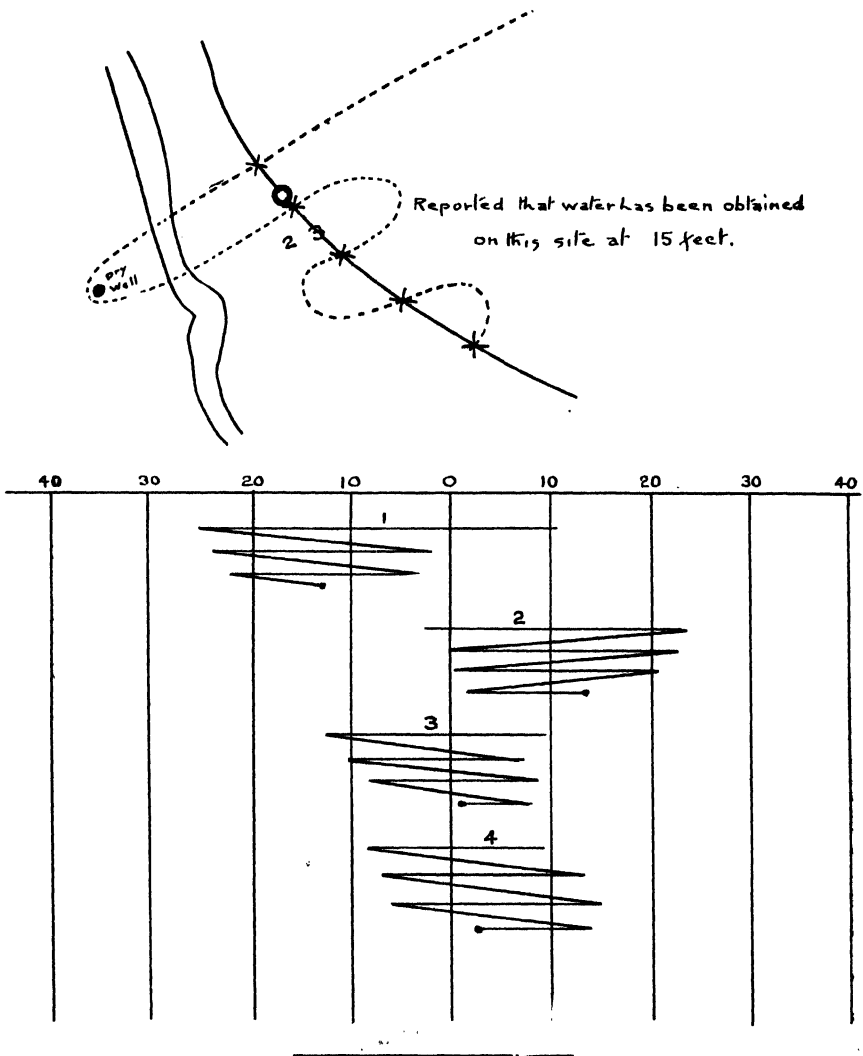 Reported that water has been obtained
on this site at 15 feet.
2 3
Dry
Well
40 30 20 10 0 10 20 30 40
1
2
3
4